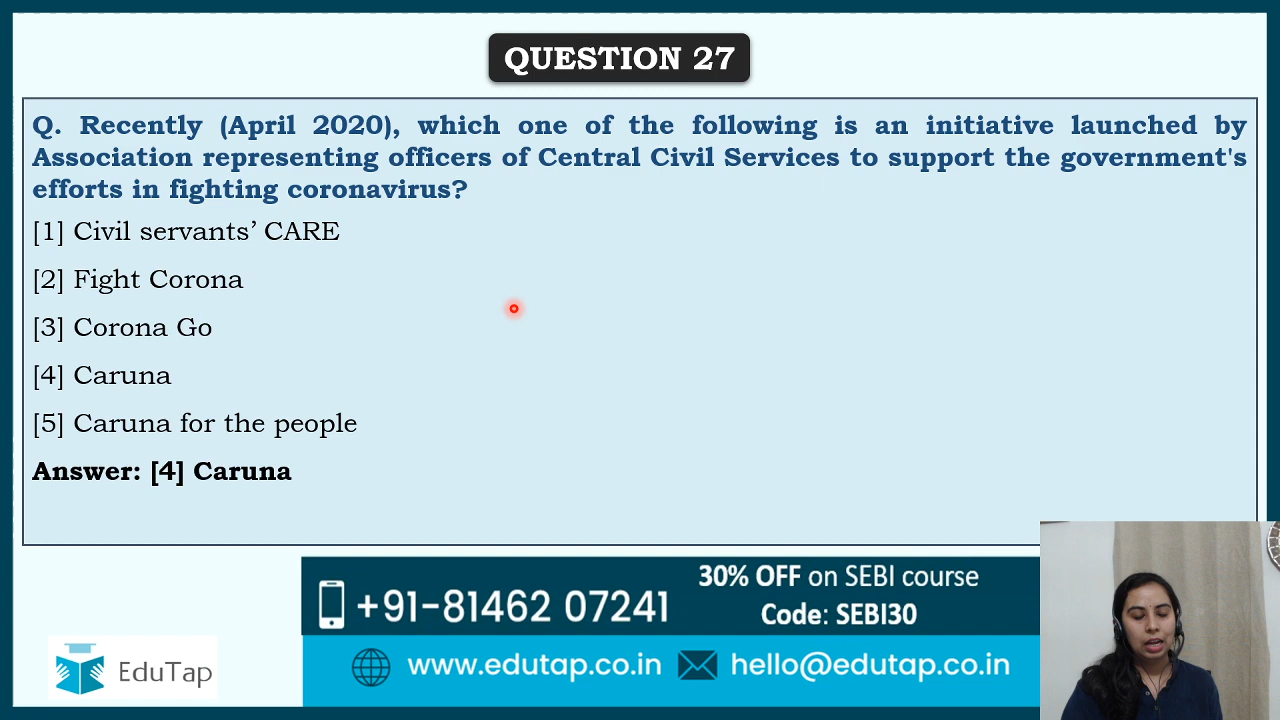 QUESTION 27
Q. Recently (April 2020), which one of the following is an initiative launched by
Association representing officers of Central Civil Services to support the government's
efforts in fighting coronavirus?
[1] Civil servants’ CARE
[2] Fight Corona
[3] Corona Go
[4] Caruna
[5] Caruna for the people
Answer: [4] Caruna
+91-81462 07241
30% OFF on SEBI course
Code: SEBI30
EduTap
www.edutap.co.in
hello@edutap.co.in